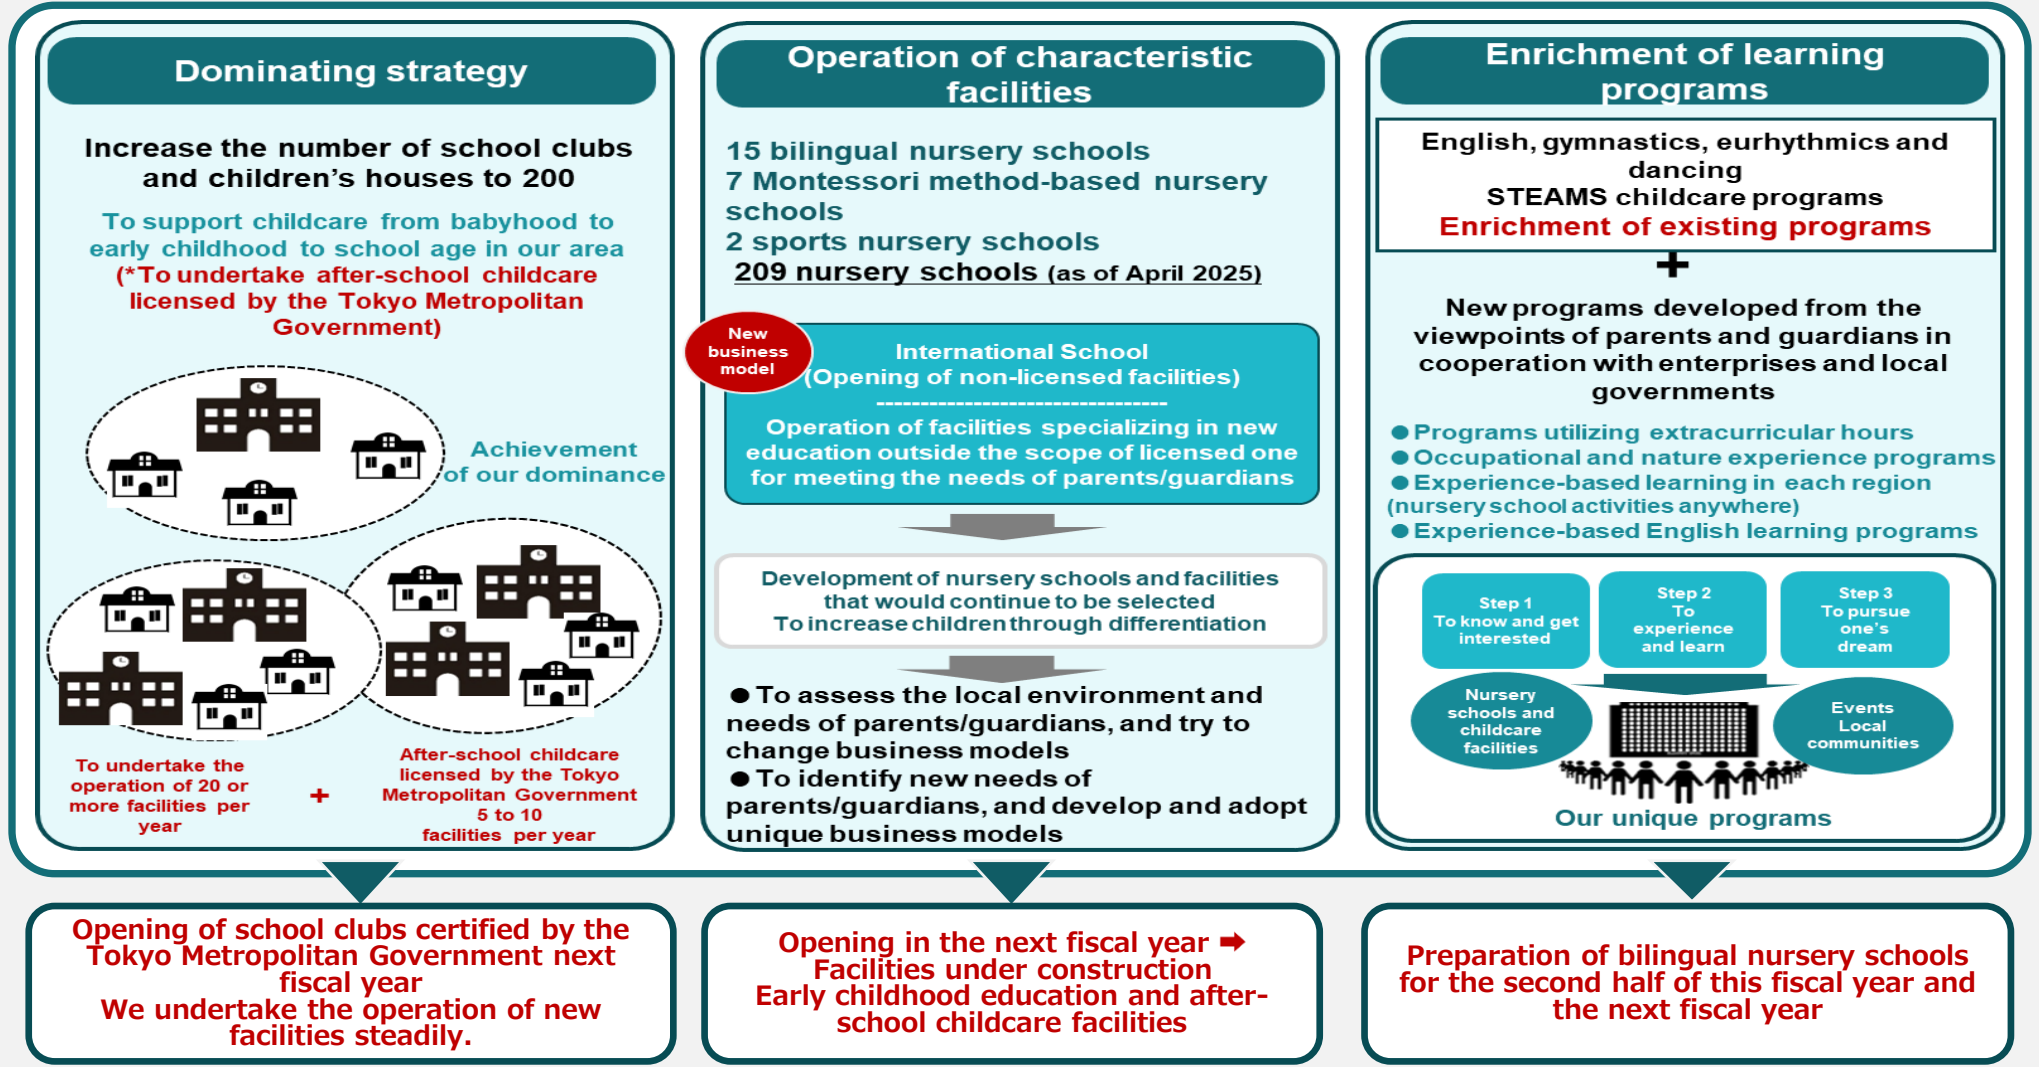 Dominating strategy
Increase the number of school clubs
and children's houses to 200
To support childcare from babyhood to
early childhood to school age in our area
(*To undertake after-school childcare
licensed by the Tokyo Metropolitan
Government)
Achievement
of our dominance
To undertake the
operation of 20 or
more facilities per
year
+
After-school childcare
licensed by the Tokyo
Metropolitan Government
5 to 10
facilities per year
Opening of school clubs certified by the
Tokyo Metropolitan Government next
fiscal year
We undertake the operation of new
facilities steadily.
Operation of characteristic
facilities
15 bilingual nursery schools
7 Montessori method-based nursery
schools
2 sports nursery schools
209 nursery schools (as of April 2025)
New
business
model
International School
(Opening of non-licensed facilities)
---------------------------------
Operation of facilities specializing in new
education outside the scope of licensed one
for meeting the needs of parents/guardians
Development of nursery schools and facilities
that would continue to be selected
To increase children through differentiation
● To assess the local environment and
needs of parents/guardians, and try to
change business models
● To identify new needs of
parents/guardians, and develop and adopt
unique business models
Opening in the next fiscal year ➡
Facilities under construction
Early childhood education and after-
school childcare facilities
Enrichment of learning
programs
English, gymnastics, eurhythmics and
dancing
STEAMS childcare programs
Enrichment of existing programs
+
New programs developed from the
viewpoints of parents and guardians in
cooperation with enterprises and local
governments
● Programs utilizing extracurricular hours
● Occupational and nature experience programs
● Experience-based learning in each region
(nursery school activities anywhere)
● Experience-based English learning programs
Step 1
To know and get
interested
Step 2
To
experience
and learn
Step 3
To pursue
one's
dream
Nursery
schools and
childcare
facilities
Events
Local
communities
Our unique programs
Preparation of bilingual nursery schools
for the second half of this fiscal year and
the next fiscal year